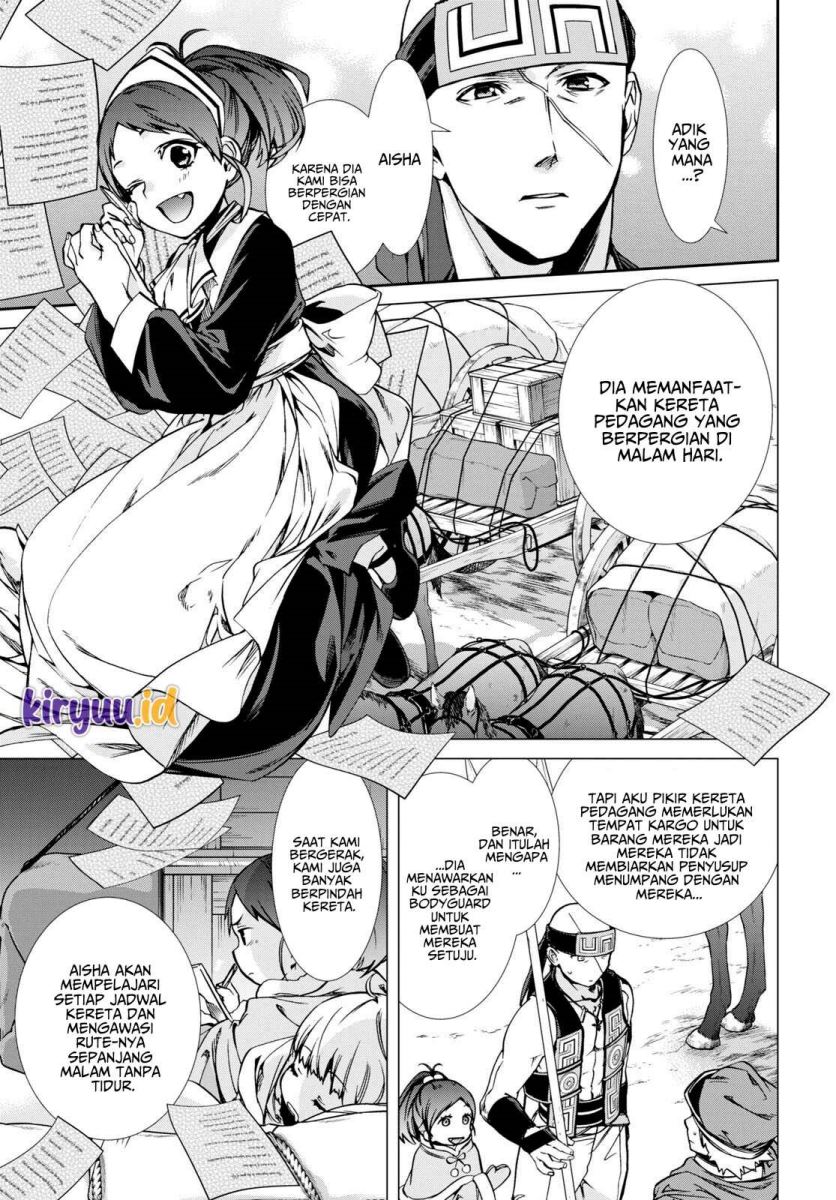 ADIK
YANG
MANA
...?
AISHA
KARENA DIA
KAMI BISA
BERPERGIAN
DENGAN
CEPAT.
DIA MEMANFAAT-
KAN KERETA
PEDAGANG YANG
BERPERGIAN DI
MALAM HARI.
kiryuu.id
TAPI AKU PIKIR KERETA
PEDAGANG MEMERLUKAN
TEMPAT KARGO UNTUK
BARANG MEREKA JADI
MEREKA TIDAK
MEMBIARKAN PENYUSUP
MENUMPANG DENGAN
MEREKA...
BENAR,
DAN ITULAH
MENGAPA
...
...DIA
MENAWARKAN
KU SEBAGAI
BODYGUARD
UNTUK
MEMBUAT
MEREKA
SETUJU.
SAAT KAMI
BERGERAK,
KAMI JUGA
BANYAK
BERPINDAH
KERETA.
AISHA AKAN
MEMPELAJARI
SETIAP JADWAL
KERETA DAN
MENGAWASI
RUTE-NYA
SEPANJANG
MALAM TANPA
TIDUR.